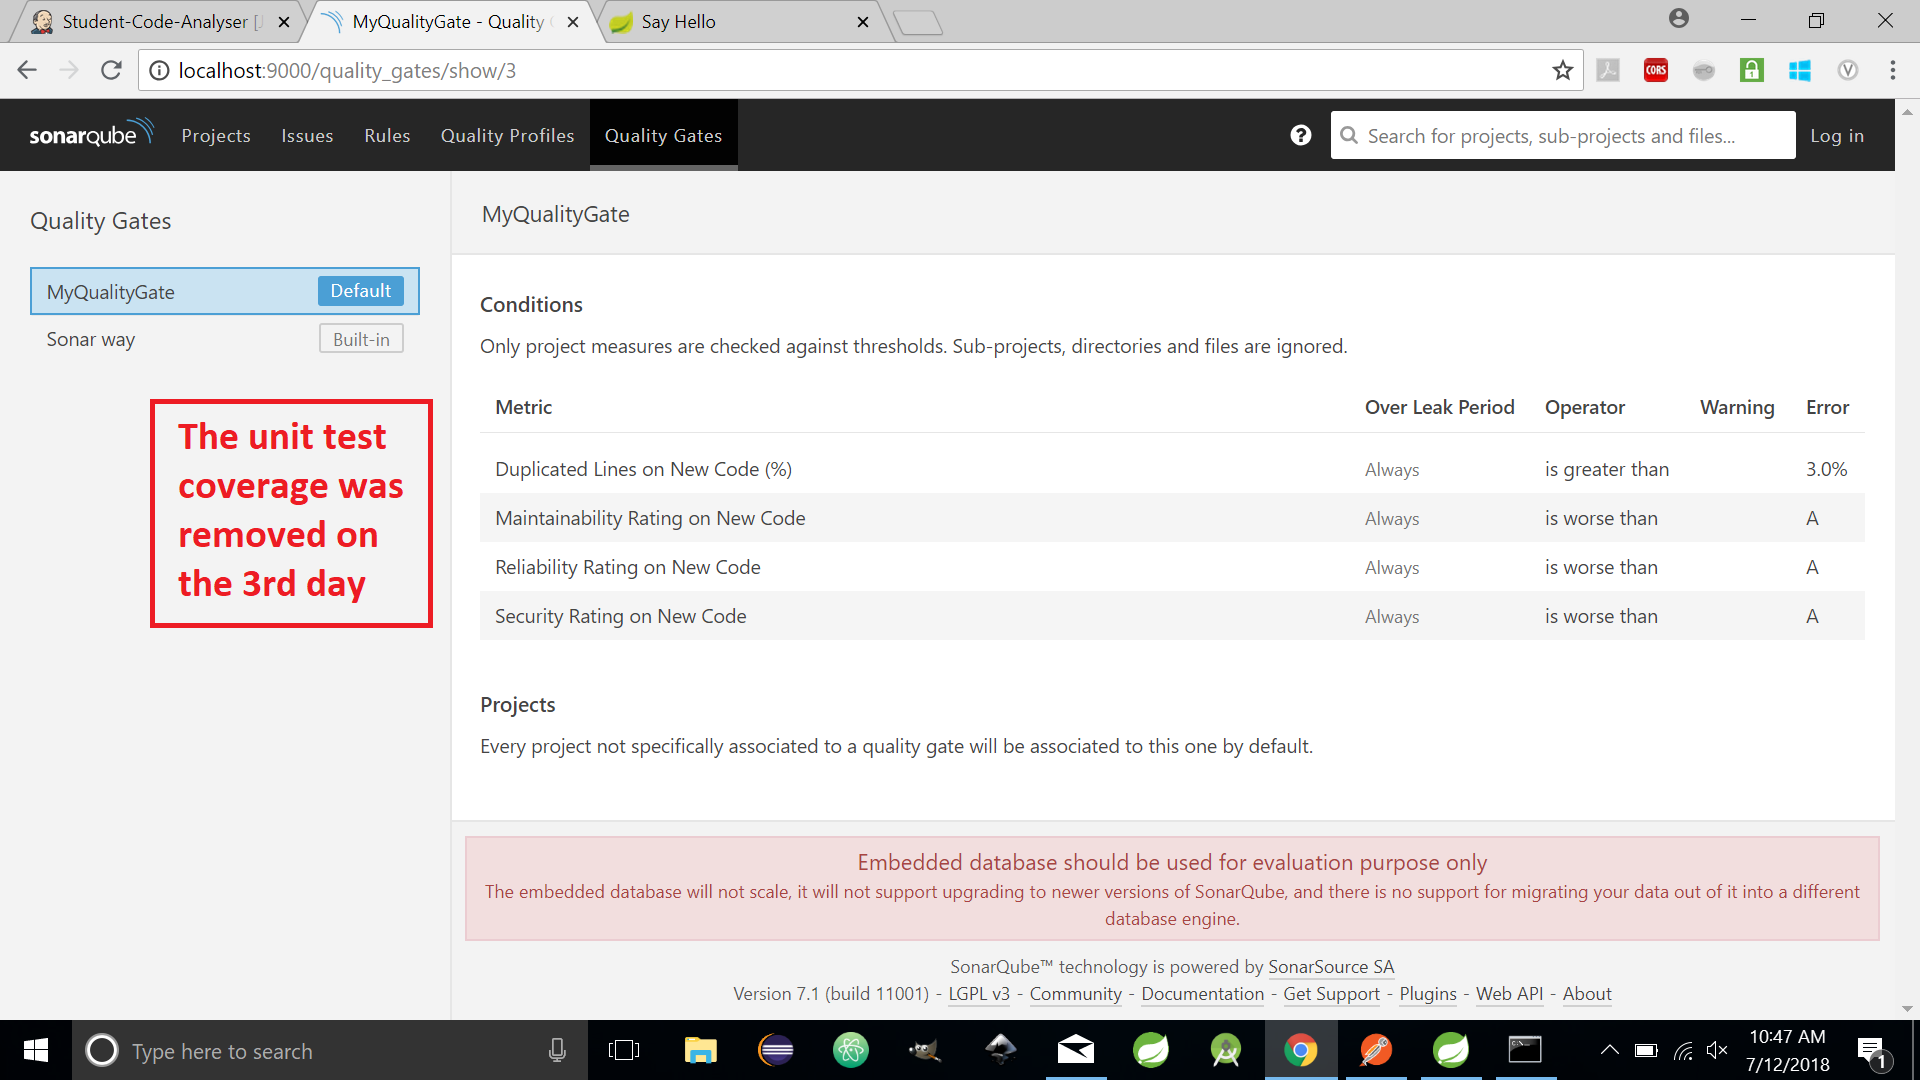 Student-Code-Analyser [J
MyQualityGate - Quality G
Say Hello
localhost:9000/quality_gates/show/3
CORS
sonarqube
Projects
Issues
Rules
Quality Profiles
Quality Gates
Search for projects, sub-projects and files...
Log in
Quality Gates
MyQualityGate Default
Sonar way Built-in
The unit test
coverage was
removed on
the 3rd day
MyQualityGate
Conditions
Only project measures are checked against thresholds. Sub-projects, directories and files are ignored.
Metric Over Leak Period Operator Warning Error
Duplicated Lines on New Code (%) Always is greater than 3.0%
Maintainability Rating on New Code Always is worse than A
Reliability Rating on New Code Always is worse than A
Security Rating on New Code Always is worse than A
Projects
Every project not specifically associated to a quality gate will be associated to this one by default.
Embedded database should be used for evaluation purpose only
The embedded database will not scale, it will not support upgrading to newer versions of SonarQube, and there is no support for migrating your data out of it into a different
database engine.
SonarQube™ technology is powered by SonarSource SA
Version 7.1 (build 11001) - LGPL v3 - Community - Documentation - Get Support - Plugins - Web API - About
Type here to search
10:47 AM
7/12/2018
1